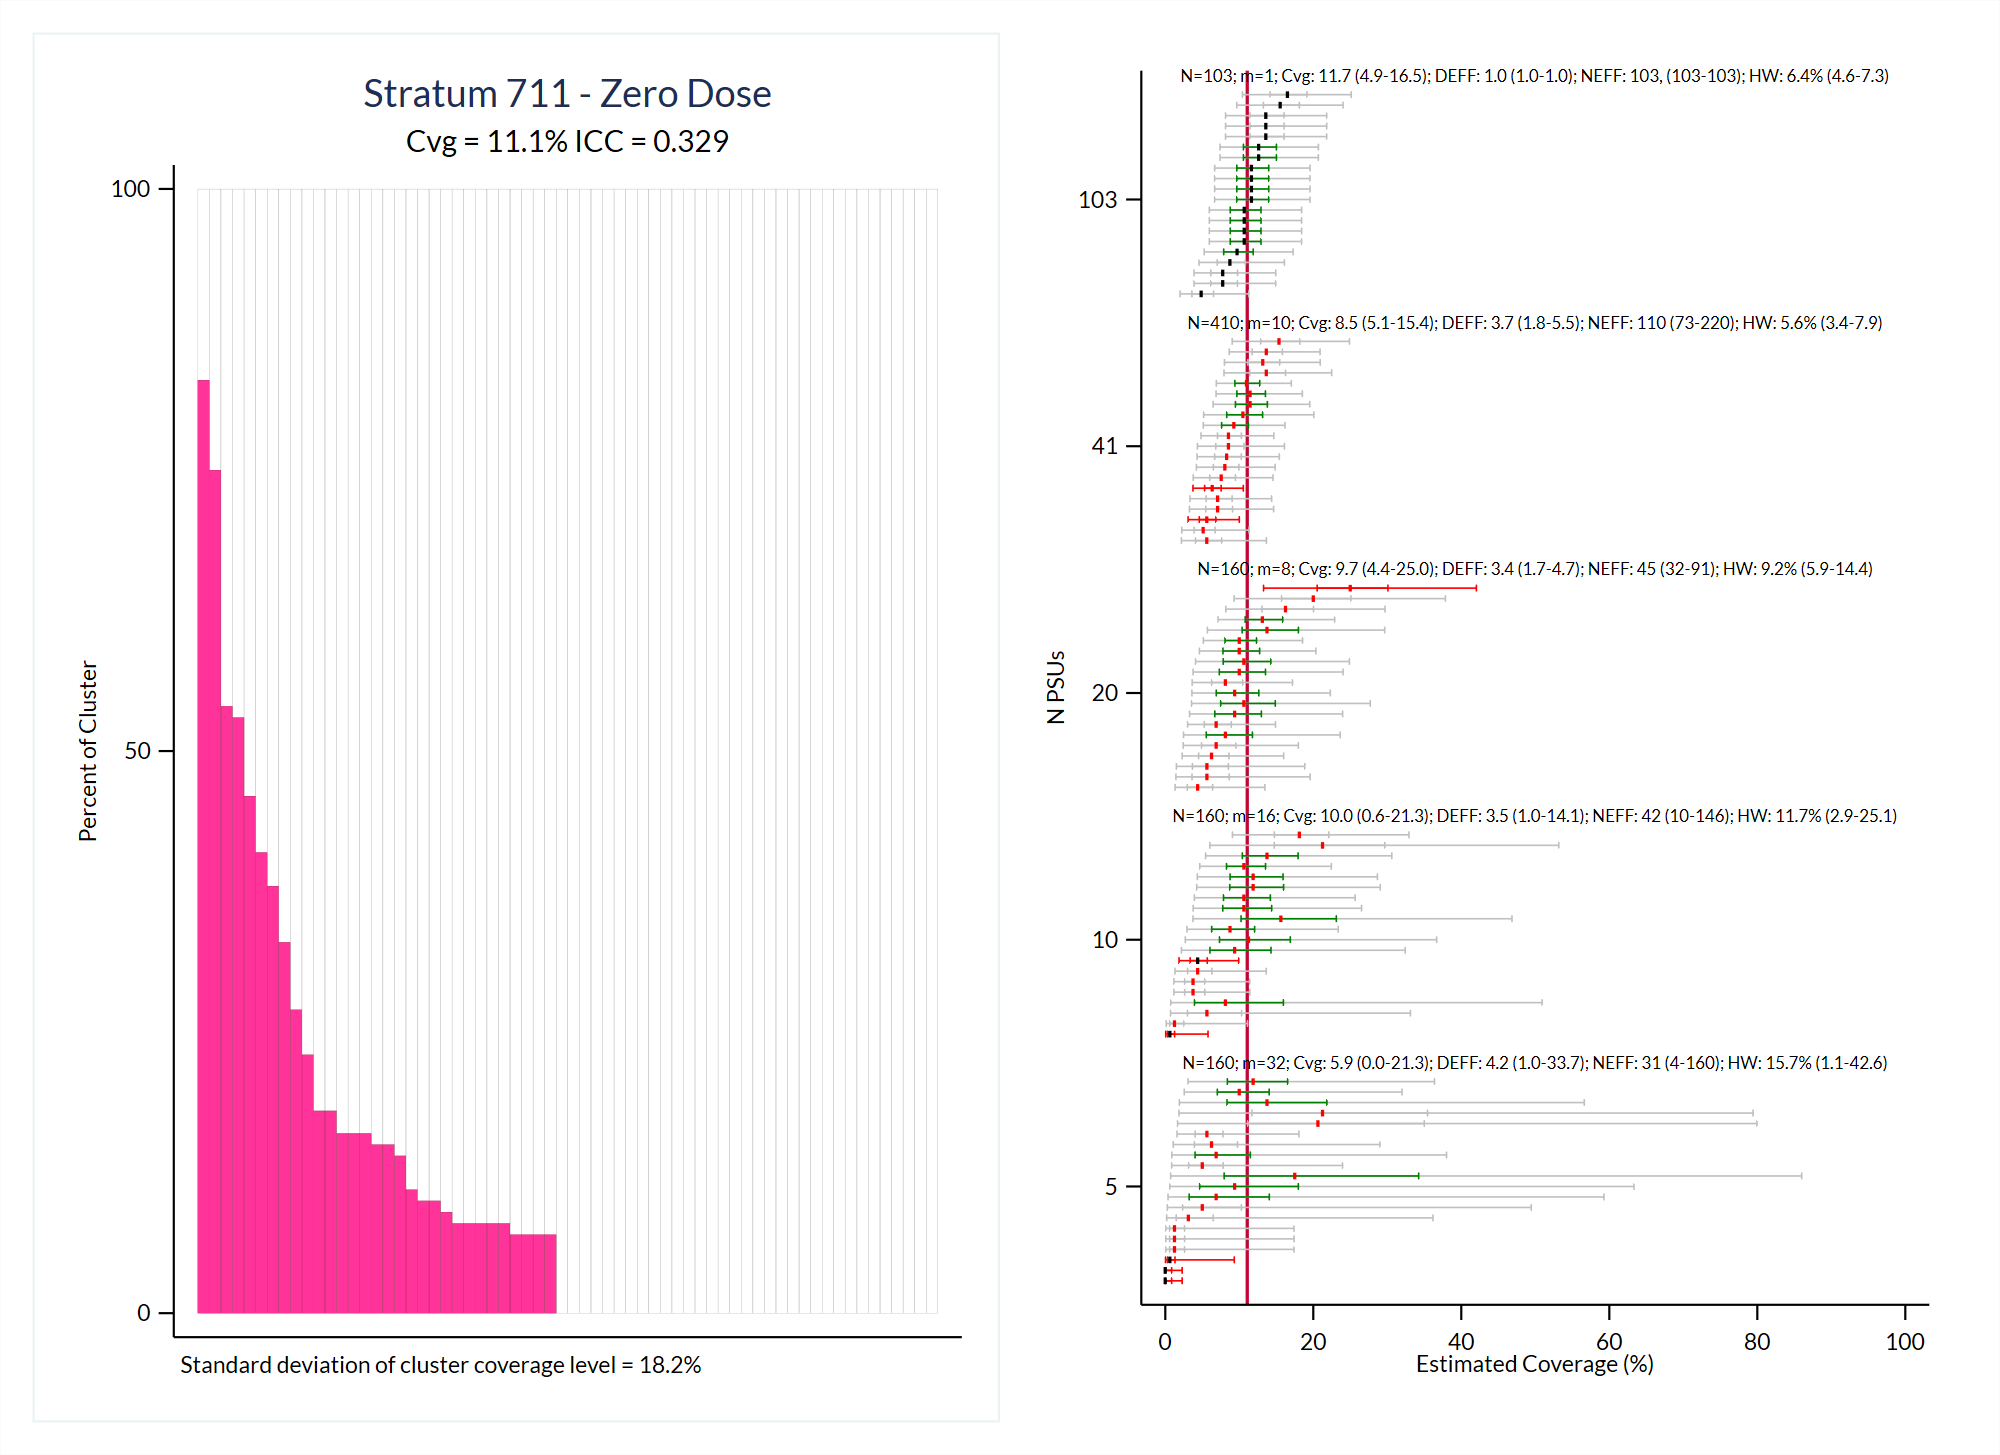 Stratum 711 - Zero Dose
Cvg = 11.1% ICC = 0.329
100
50
0
Percent of Cluster
Standard deviation of cluster coverage level = 18.2%
N=103; m=1; Cvg: 11.7 (4.9-16.5); DEFF: 1.0 (1.0-1.0); NEFF: 103, (103-103); HW: 6.4% (4.6-7.3)
103
N=410; m=10; Cvg: 8.5 (5.1-15.4); DEFF: 3.7 (1.8-5.5); NEFF: 110 (73-220); HW: 5.6% (3.4-7.9)
41
N=160; m=8; Cvg: 9.7 (4.4-25.0); DEFF: 3.4 (1.7-4.7); NEFF: 45 (32-91); HW: 9.2% (5.9-14.4)
20
N=160; m=16; Cvg: 10.0 (0.6-21.3); DEFF: 3.5 (1.0-14.1); NEFF: 42 (10-146); HW: 11.7% (2.9-25.1)
10
N=160; m=32; Cvg: 5.9 (0.0-21.3); DEFF: 4.2 (1.0-33.7); NEFF: 31 (4-160); HW: 15.7% (1.1-42.6)
5
N PSUs
0 20 40 60 80 100
Estimated Coverage (%)